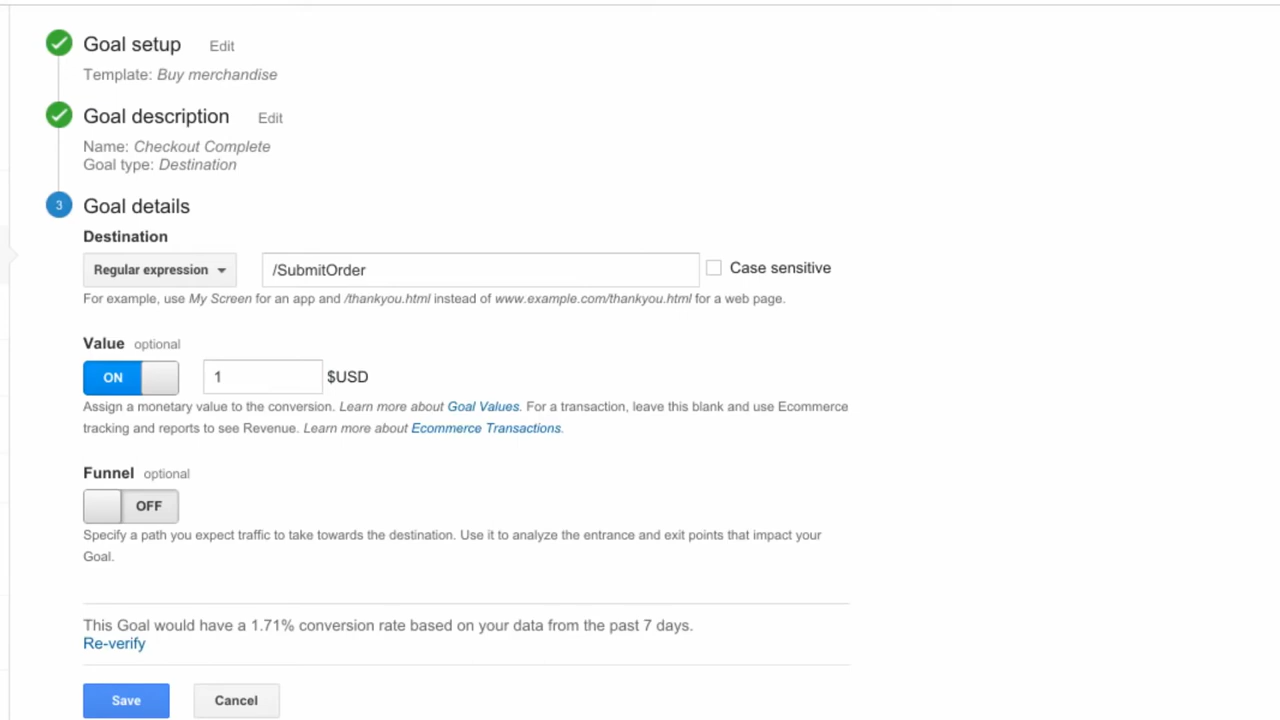 Goal setup Edit
Template: Buy merchandise
Goal description Edit
Name: Checkout Complete
Goal type: Destination
3 Goal details
Destination
Regular expression /SubmitOrder Case sensitive
For example, use My Screen for an app and /thankyou.html instead of www.example.com/thankyou.html for a web page.
Value optional
ON 1 $USD
Assign a monetary value to the conversion. Learn more about Goal Values. For a transaction, leave this blank and use Ecommerce
tracking and reports to see Revenue. Learn more about Ecommerce Transactions.
Funnel optional
OFF
Specify a path you expect traffic to take towards the destination. Use it to analyze the entrance and exit points that impact your
Goal.
This Goal would have a 1.71% conversion rate based on your data from the past 7 days.
Re-verify
Save Cancel